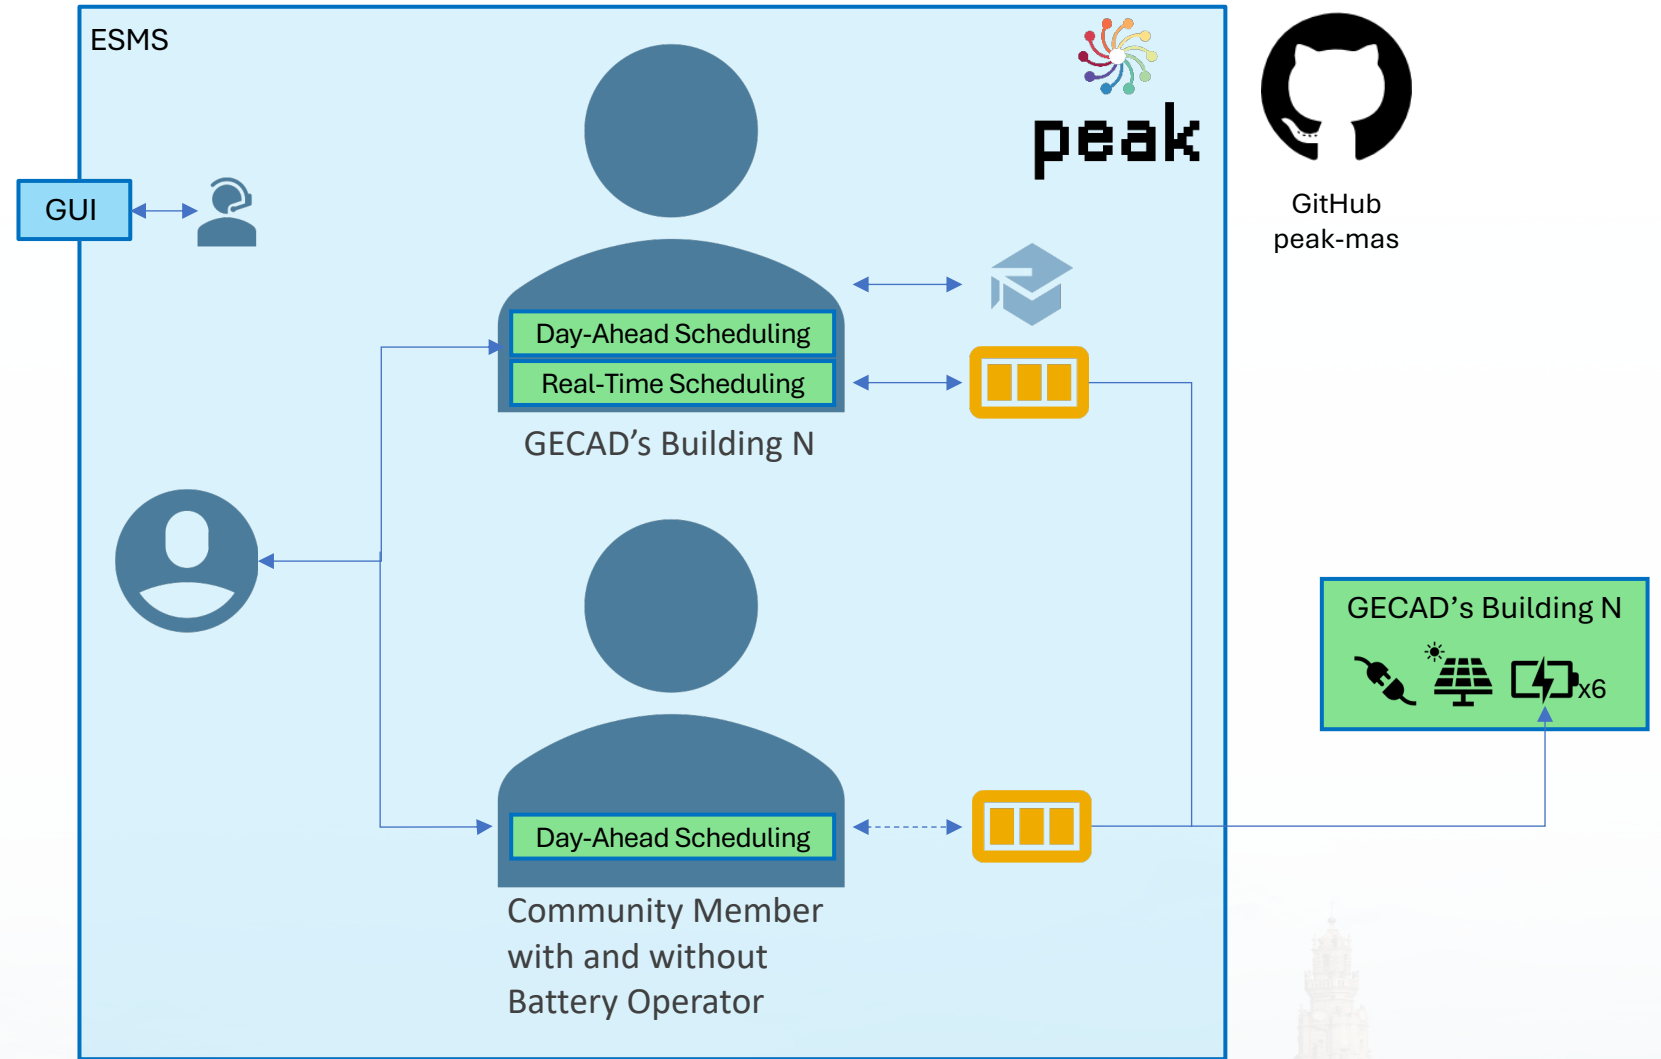 ESMS
peak
GitHub
peak-mas
GUI
Day-Ahead Scheduling
Real-Time Scheduling
GECAD’s Building N
GECAD’s Building N
x6
Day-Ahead Scheduling
Community Member
with and without
Battery Operator